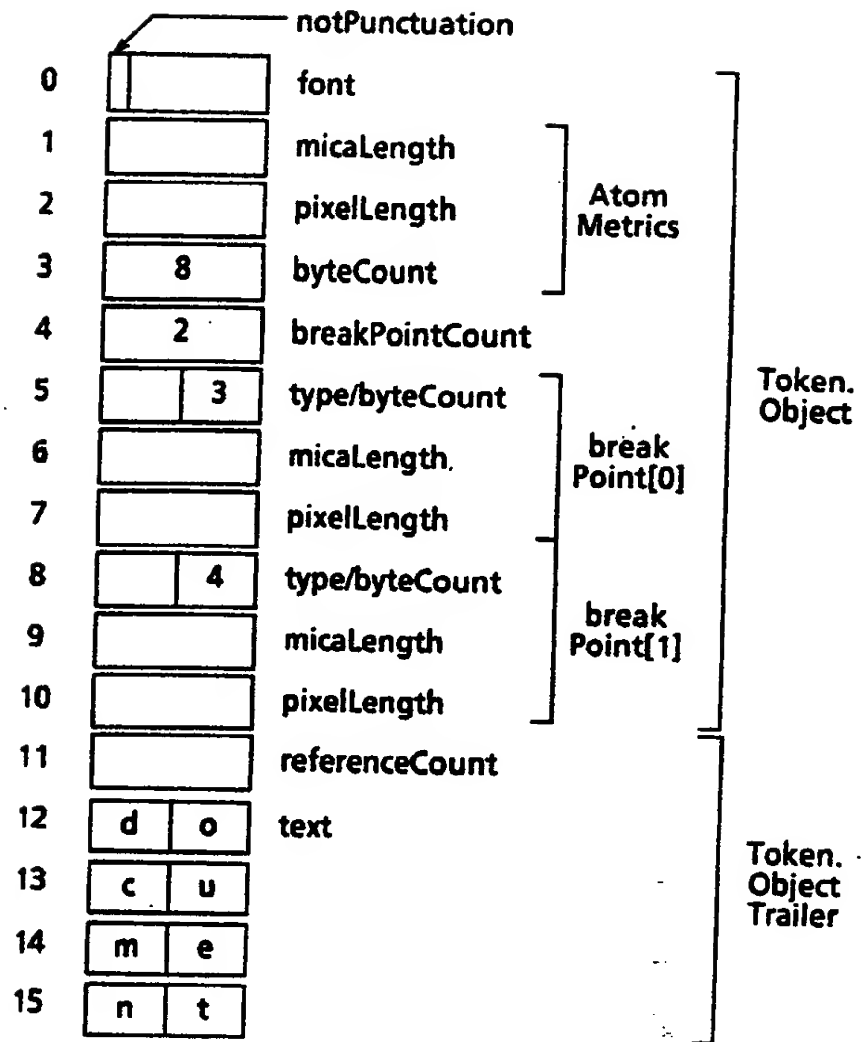 notPunctuation
0 font
1 micaLength
2 pixelLength
Atom
Metrics
3 8 byteCount
4 2 breakPointCount
5 3 type/byteCount
Token.
Object
6 micaLength.
break
Point[0]
7 pixelLength
8 4 type/byteCount
9 micaLength
break
Point[1]
10 pixelLength
11 referenceCount
12 d o text
13 c u
Token.
Object
Trailer
14 m e
15 n t